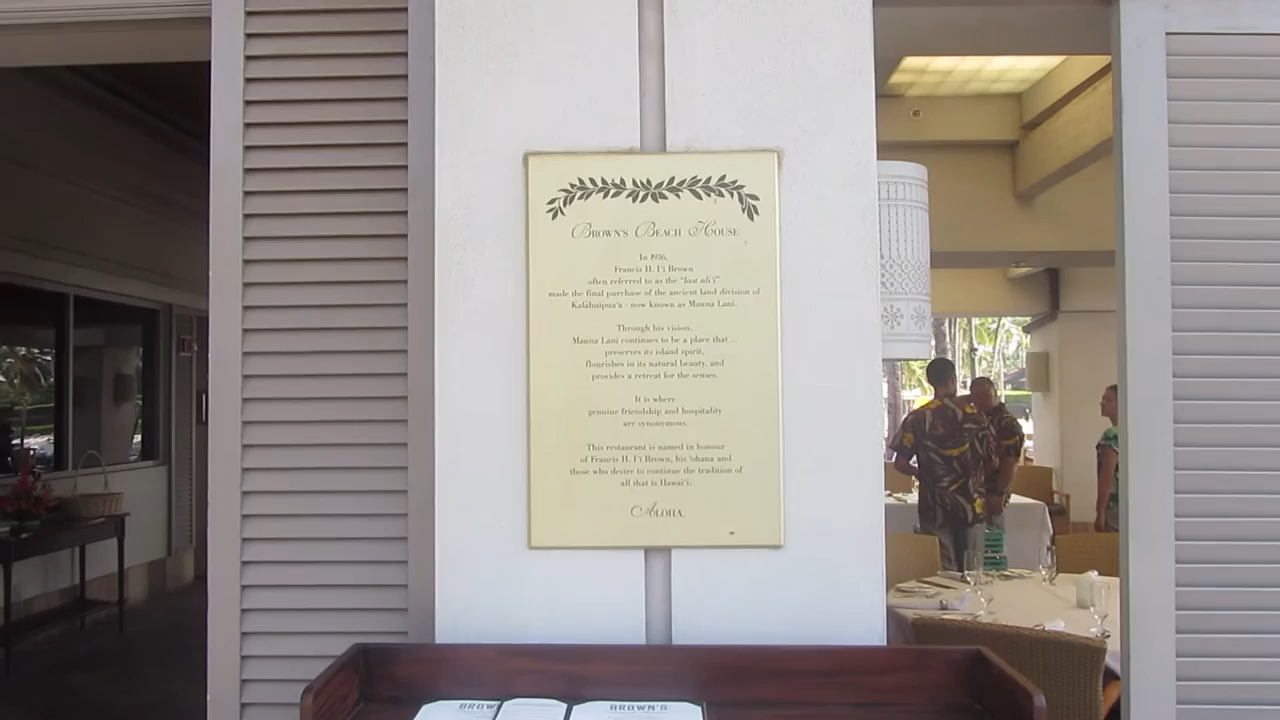 Brown's Beach House
In 1936,
Francis H. I'i Brown
often referred to as the "last ali'i"
made the final purchase of the ancient land division of
Kalāhuipua'a - now known as Mauna Lani.
Through his vision,
Mauna Lani continues to be a place that...
preserves its island spirit,
flourishes in its natural beauty, and
provides a retreat for the senses.
It is where
genuine friendship and hospitality
are synonymous.
This restaurant is named in honour
of Francis H. I'i Brown, his 'ohana and
those who desire to continue the tradition of
all that is Hawai'i.
Aloha.
BROW
BROWN'S